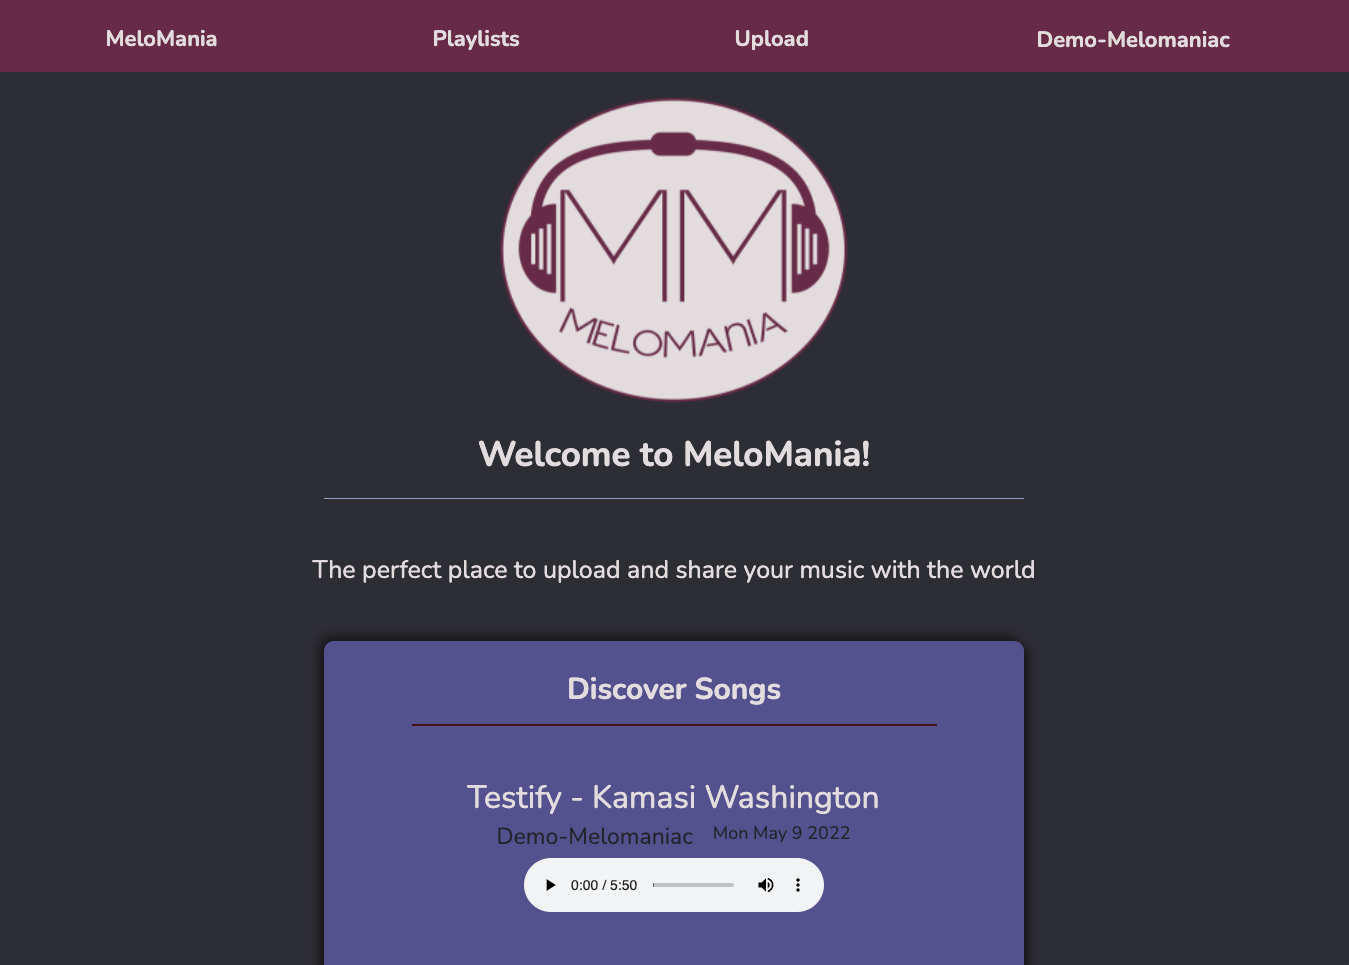 MeloMania Playlists Upload Demo-Melomaniac
MM
MELOMANIA
Welcome to MeloMania!
The perfect place to upload and share your music with the world
Discover Songs
Testify - Kamasi Washington
Demo-Melomaniac Mon May 9 2022
0:00 / 5:50